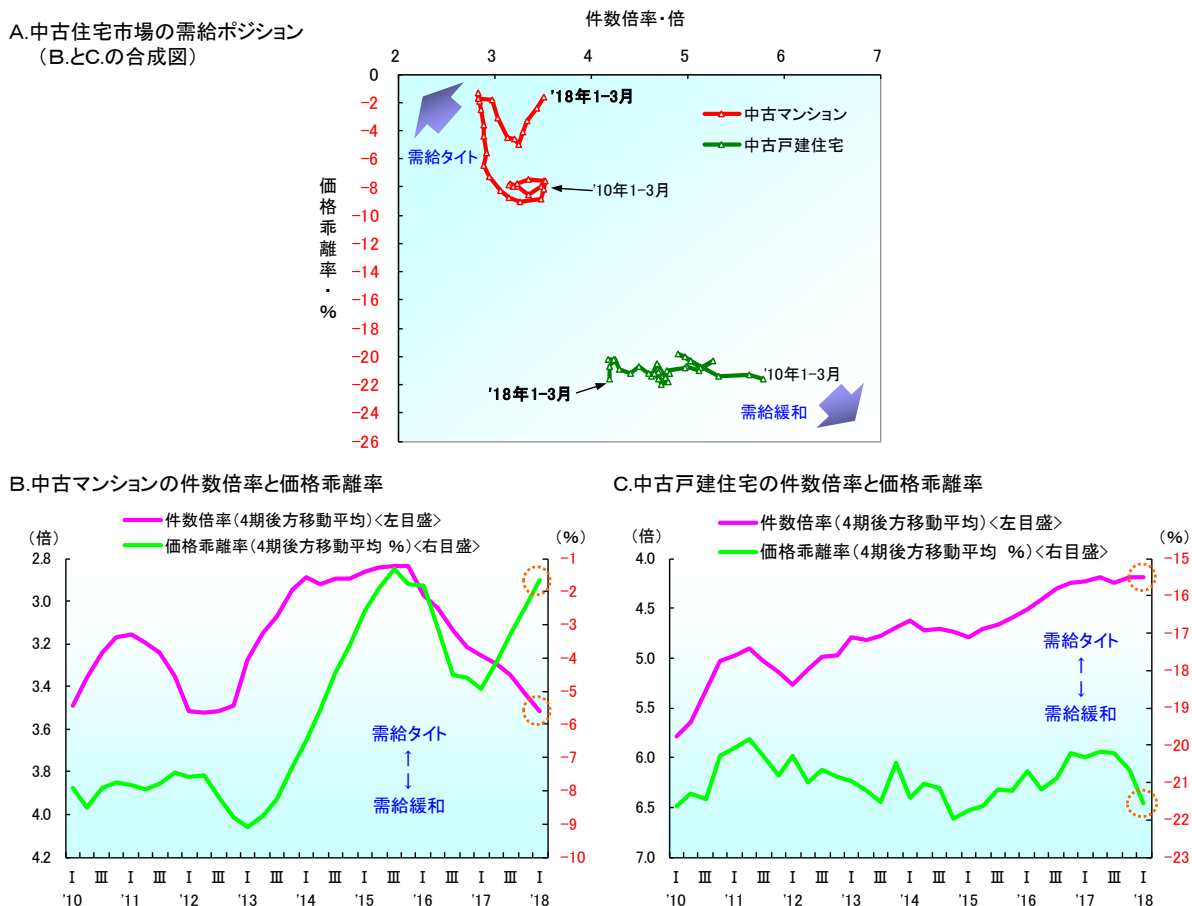 A.中古住宅市場の需給ポジション
（B.とC.の合成図）
件数倍率・倍
2 3 4 5 6 7
価格乖離率・%
0
-2
-4
-6
-8
-10
-12
-14
-16
-18
-20
-22
-24
-26
'18年1-3月
中古マンション
中古戸建住宅
需給タイト
'10年1-3月
'18年1-3月
'10年1-3月
需給緩和
B.中古マンションの件数倍率と価格乖離率
件数倍率(4期後方移動平均)<左目盛>
価格乖離率(4期後方移動平均 %)<右目盛>
（倍）
（%）
2.8
3.0
3.2
3.4
3.6
3.8
4.0
4.2
-1
-2
-3
-4
-5
-6
-7
-8
-9
-10
需給タイト
↑
↓
需給緩和
Ⅰ Ⅲ Ⅰ Ⅲ Ⅰ Ⅲ Ⅰ Ⅲ Ⅰ Ⅲ Ⅰ Ⅲ Ⅰ Ⅲ Ⅰ Ⅲ Ⅰ
'10 '11 '12 '13 '14 '15 '16 '17 '18
C.中古戸建住宅の件数倍率と価格乖離率
件数倍率(4期後方移動平均)<左目盛>
価格乖離率(4期後方移動平均 %)<右目盛>
（倍）
（%）
4.0
4.5
5.0
5.5
6.0
6.5
7.0
-15
-16
-17
-18
-19
-20
-21
-22
-23
需給タイト
↑
↓
需給緩和
Ⅰ Ⅲ Ⅰ Ⅲ Ⅰ Ⅲ Ⅰ Ⅲ Ⅰ Ⅲ Ⅰ Ⅲ Ⅰ Ⅲ Ⅰ Ⅲ Ⅰ
'10 '11 '12 '13 '14 '15 '16 '17 '18